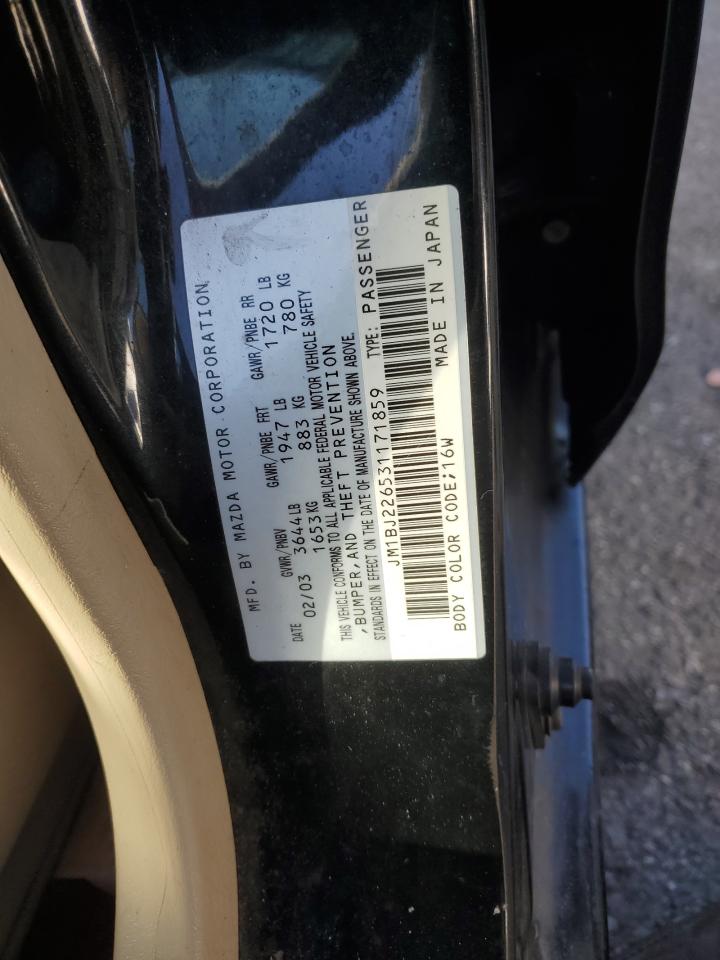 MFD. BY MAZDA MOTOR CORPORATION
DATE GVWR/PNBV GAWR/PNBE FRT GAWR/PNBE RR
02/03 3644LB 1947 LB 1720 LB
1653KG 883 KG 780 KG
THIS VEHICLE CONFORMS TO ALL APPLICABLE FEDERAL MOTOR VEHICLE SAFETY
,BUMPER,AND THEFT PREVENTION
STANDARDS IN EFFECT ON THE DATE OF MANUFACTURE SHOWN ABOVE.
JM1BJ226531171859 TYPE: PASSENGER
BODY COLOR CODE;16W MADE IN JAPAN